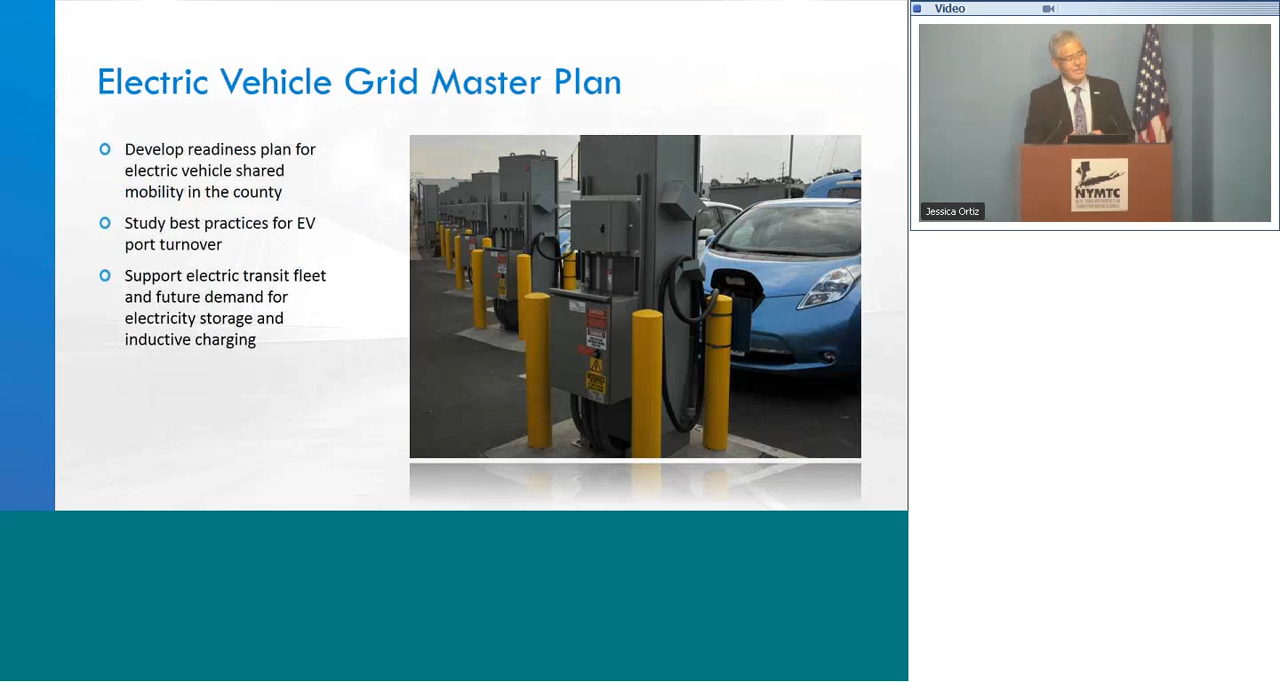 Electric Vehicle Grid Master Plan
Develop readiness plan for
electric vehicle shared
mobility in the county
Study best practices for EV
port turnover
Support electric transit fleet
and future demand for
electricity storage and
inductive charging
Video
NYMTC
Jessica Ortiz